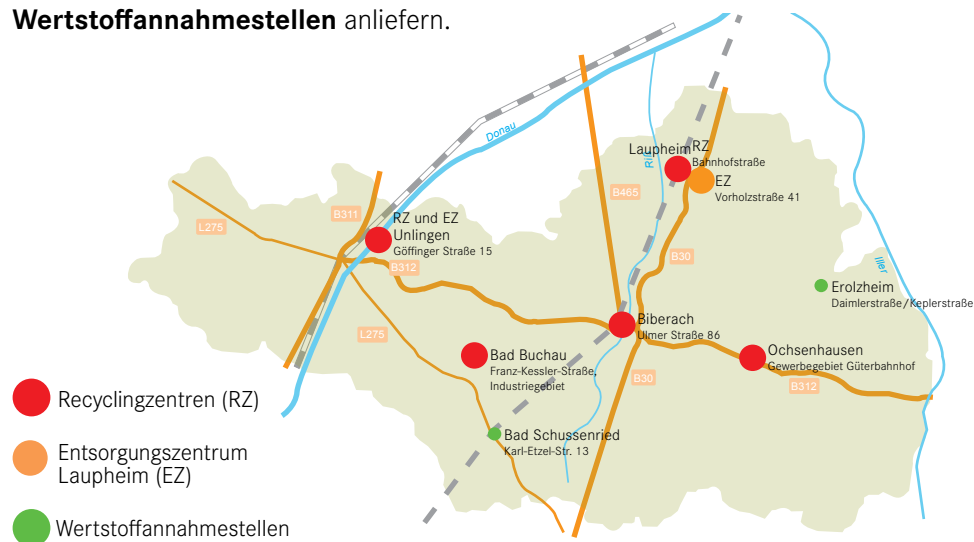 Wertstoffannahmestellen anliefern.
Donau
Riß
Laupheim
RZ
Bahnhofstraße
EZ
Vorholzstraße 41
B465
B311
L275
RZ und EZ
Unlingen
Göffinger Straße 15
B312
B30
Iller
Erolzheim
Daimlerstraße/Keplerstraße
Biberach
Ulmer Straße 86
L275
Bad Buchau
Franz-Kessler-Straße,
Industriegebiet
Ochsenhausen
Gewerbegebiet Güterbahnhof
B30
B312
Recyclingzentren (RZ)
Bad Schussenried
Karl-Etzel-Str. 13
Entsorgungszentrum
Laupheim (EZ)
Wertstoffannahmestellen